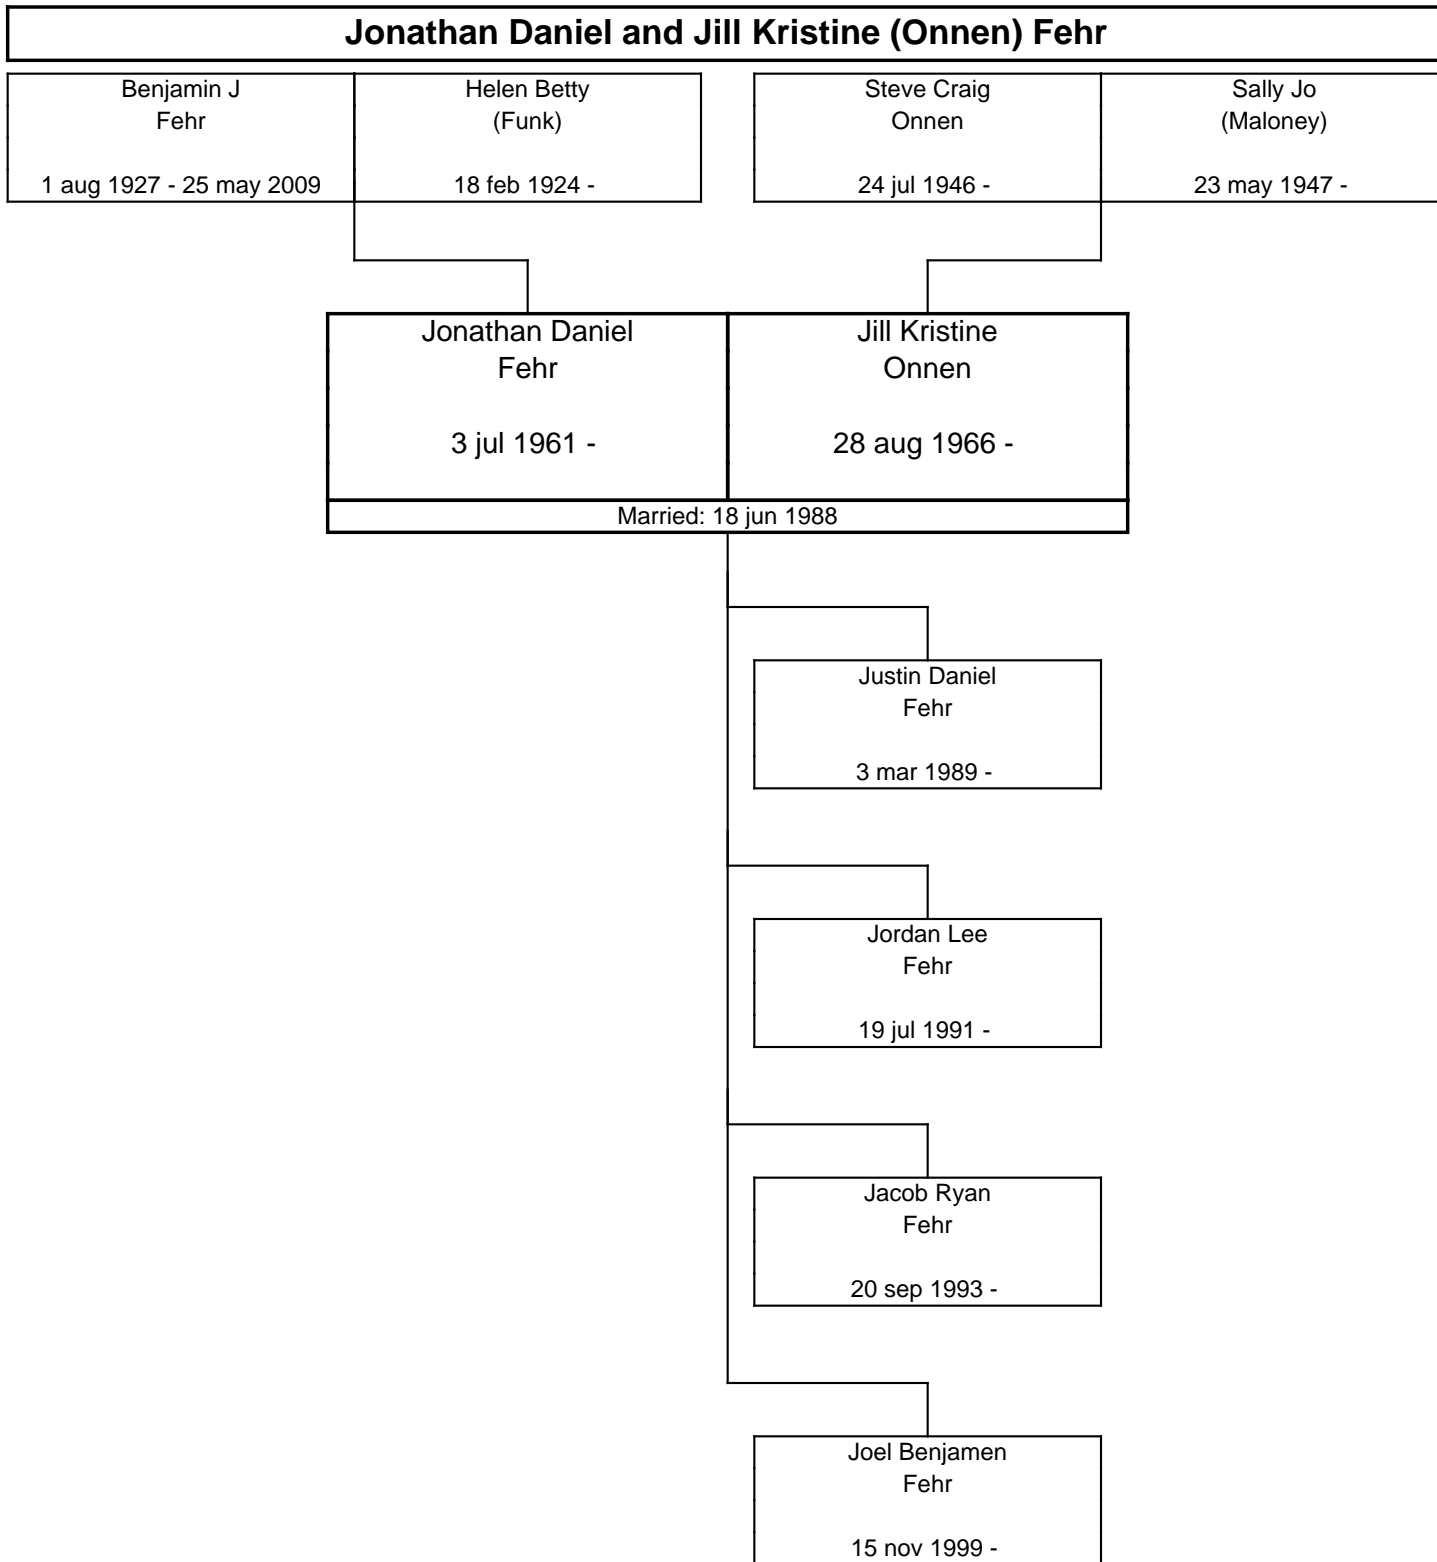 Jonathan Daniel and Jill Kristine (Onnen) Fehr
Benjamin J
Fehr
1 aug 1927 - 25 may 2009
Helen Betty
(Funk)
18 feb 1924 -
Steve Craig
Onnen
24 jul 1946 -
Sally Jo
(Maloney)
23 may 1947 -
Jonathan Daniel
Fehr
3 jul 1961 -
Jill Kristine
Onnen
28 aug 1966 -
Married: 18 jun 1988
Justin Daniel
Fehr
3 mar 1989 -
Jordan Lee
Fehr
19 jul 1991 -
Jacob Ryan
Fehr
20 sep 1993 -
Joel Benjamen
Fehr
15 nov 1999 -